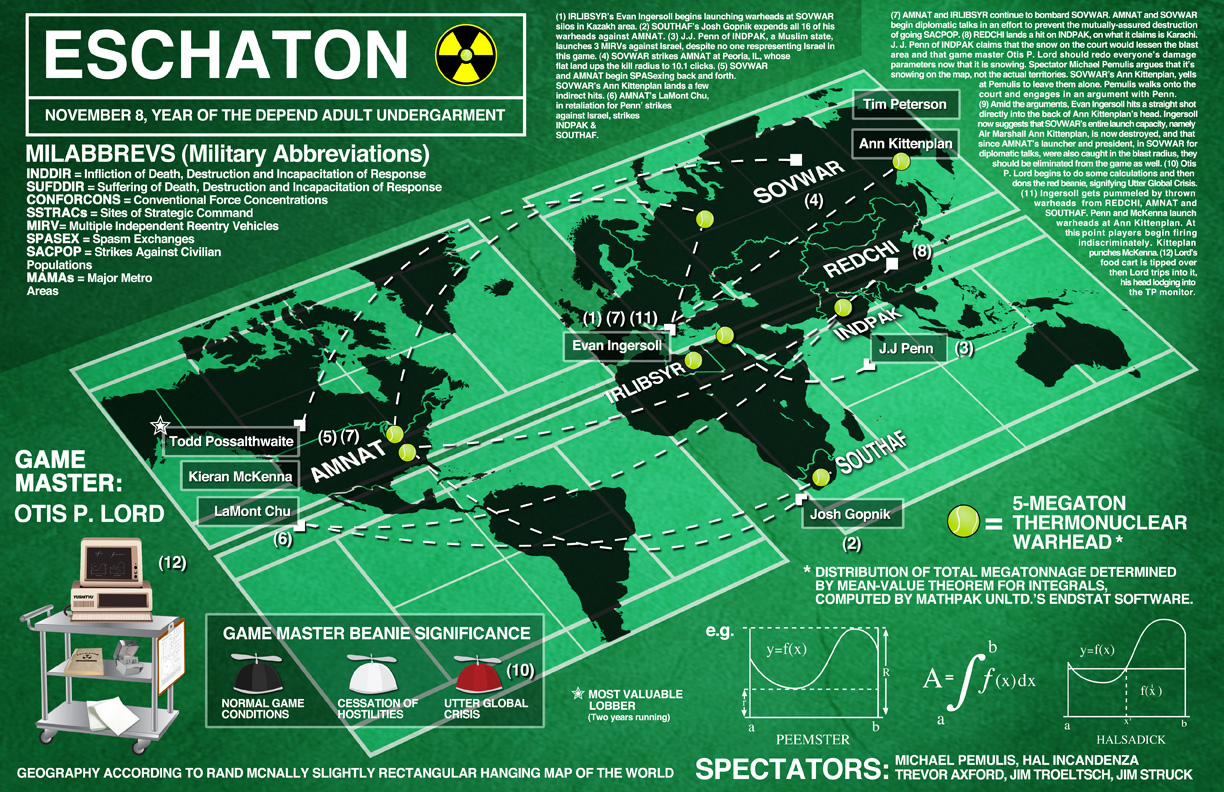 ESCHATON
NOVEMBER 8, YEAR OF THE DEPEND ADULT UNDERGARMENT
MILABBREVS (Military Abbreviations)
INDDIR = Infliction of Death, Destruction and Incapacitation of Response
SUFDDIR = Suffering of Death, Destruction and Incapacitation of Response
CONFORCONS = Conventional Force Concentrations
SSTRACs = Sites of Strategic Command
MIRV= Multiple Independent Reentry Vehicles
SPASEX = Spasm Exchanges
SACPOP = Strikes Against Civilian
Populations
MAMAs = Major Metro
Areas
(1) IRLIBSYR's Evan Ingersoll begins launching warheads at SOVWAR
silos in Kazakh area. (2) SOUTHAF's Josh Gopnik expends all 16 of his
warheads against AMNAT. (3) J.J. Penn of INDPAK, a Muslim state,
launches 3 MIRVs against Israel, despite no one respresnting Israel in
this game. (4) SOVWAR strikes AMNAT at Peoria, IL, whose
flat land ups the kill radius to 10.1 clicks. (5) SOVWAR
and AMNAT begin SPASexing back and forth.
SOVWAR's Ann Kittenplan lands a few
indirect hits. (6) AMNAT's LaMont Chu,
in retaliation for Penn' strikes
against Israel, strikes
INDPAK &
SOUTHAF.
(7) AMNAT and IRLIBSYR continue to bombard SOVWAR. AMNAT and SOVWAR
begin diplomatic talks in an effort to prevent the mutually-assured destruction
of going SACPOP. (8) REDCHI lands a hit on INDPAK, on what it claims is Karachi.
J. J. Penn of INDPAK claims that the snow on the court would lessen the blast
area and that game master Otis P. Lord should redo everyone's damage
parameters now that it is snowing. Spectator Michael Pemulis argues that it's
snowing on the map, not the actual territories. SOVWAR's Ann Kittenplan, yells
at Pemulis to leave them alone. Pemulis walks onto the
court and engages in an argument with Penn.
(9) Amid the arguments, Evan Ingersoll hits a straight shot
directly into the back of Ann Kittenplan's head. Ingersoll
now suggests that SOVWAR's entire launch capacity, namely
Air Marshall Ann Kittenplan, is now destroyed, and that
since AMNAT's launcher and president, in SOVWAR for
diplomatic talks, were also caught in the blast radius, they
should be eliminated from the game as well. (10) Otis
P. Lord begins to do some calculations and then
dons the red beanie, signifying Utter Global Crisis.
(11) Ingersoll gets pummeled by thrown
warheads from REDCHI, AMNAT and
SOUTHAF. Penn and McKenna launch
warheads at Ann Kittenplan. At
this point players begin firing
indiscriminately. Kitteplan
punches McKenna. (12) Lord's
food cart is tipped over
then Lord trips into it,
his head lodging into
the TP monitor.
Tim Peterson
Ann Kittenplan
SOVWAR
(4)
REDCHI
(8)
(1) (7) (11)
Evan Ingersoll
INDPAK
J.J Penn
(3)
IRLIBSYR
Todd Possalthwaite
(5) (7)
AMNAT
Kieran McKenna
LaMont Chu
(6)
SOUTHAF
Josh Gopnik
(2)
GAME
MASTER:
OTIS P. LORD
(12)
YUSHITYU
= 5-MEGATON
THERMONUCLEAR
WARHEAD *
* DISTRIBUTION OF TOTAL MEGATONNAGE DETERMINED
BY MEAN-VALUE THEOREM FOR INTEGRALS,
COMPUTED BY MATHPAK UNLTD.'S ENDSTAT SOFTWARE.
GAME MASTER BEANIE SIGNIFICANCE
(10)
NORMAL GAME
CONDITIONS
CESSATION OF
HOSTILITIES
UTTER GLOBAL
CRISIS
MOST VALUABLE
LOBBER
(Two years running)
e.g.
y=f(x)
R
r
a
b
PEEMSTER
A=∫f(x)dx
b
a
y=f(x)
f(x)
x'
a
b
HALSADICK
GEOGRAPHY ACCORDING TO RAND MCNALLY SLIGHTLY RECTANGULAR HANGING MAP OF THE WORLD
SPECTATORS: MICHAEL PEMULIS, HAL INCANDENZA
TREVOR AXFORD, JIM TROELTSCH, JIM STRUCK